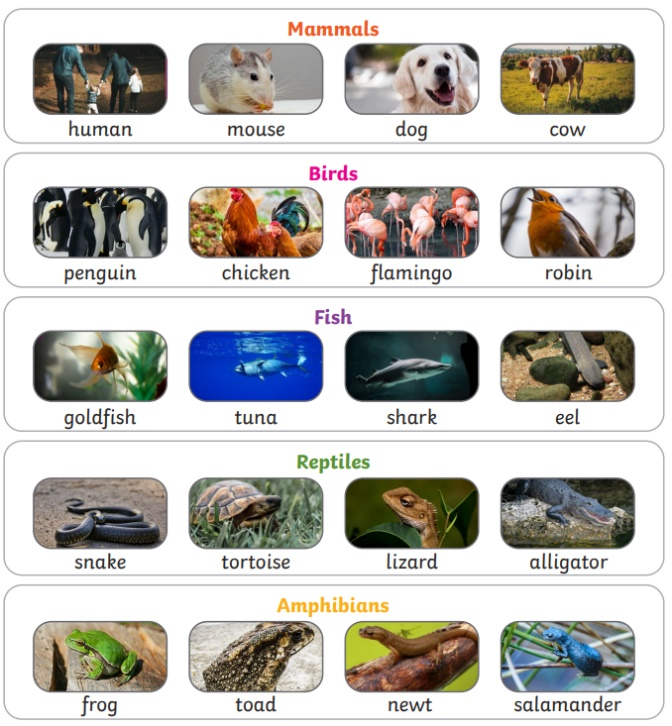 Mammals
human mouse dog cow
Birds
penguin chicken flamingo robin
Fish
goldfish tuna shark eel
Reptiles
snake tortoise lizard alligator
Amphibians
frog toad newt salamander